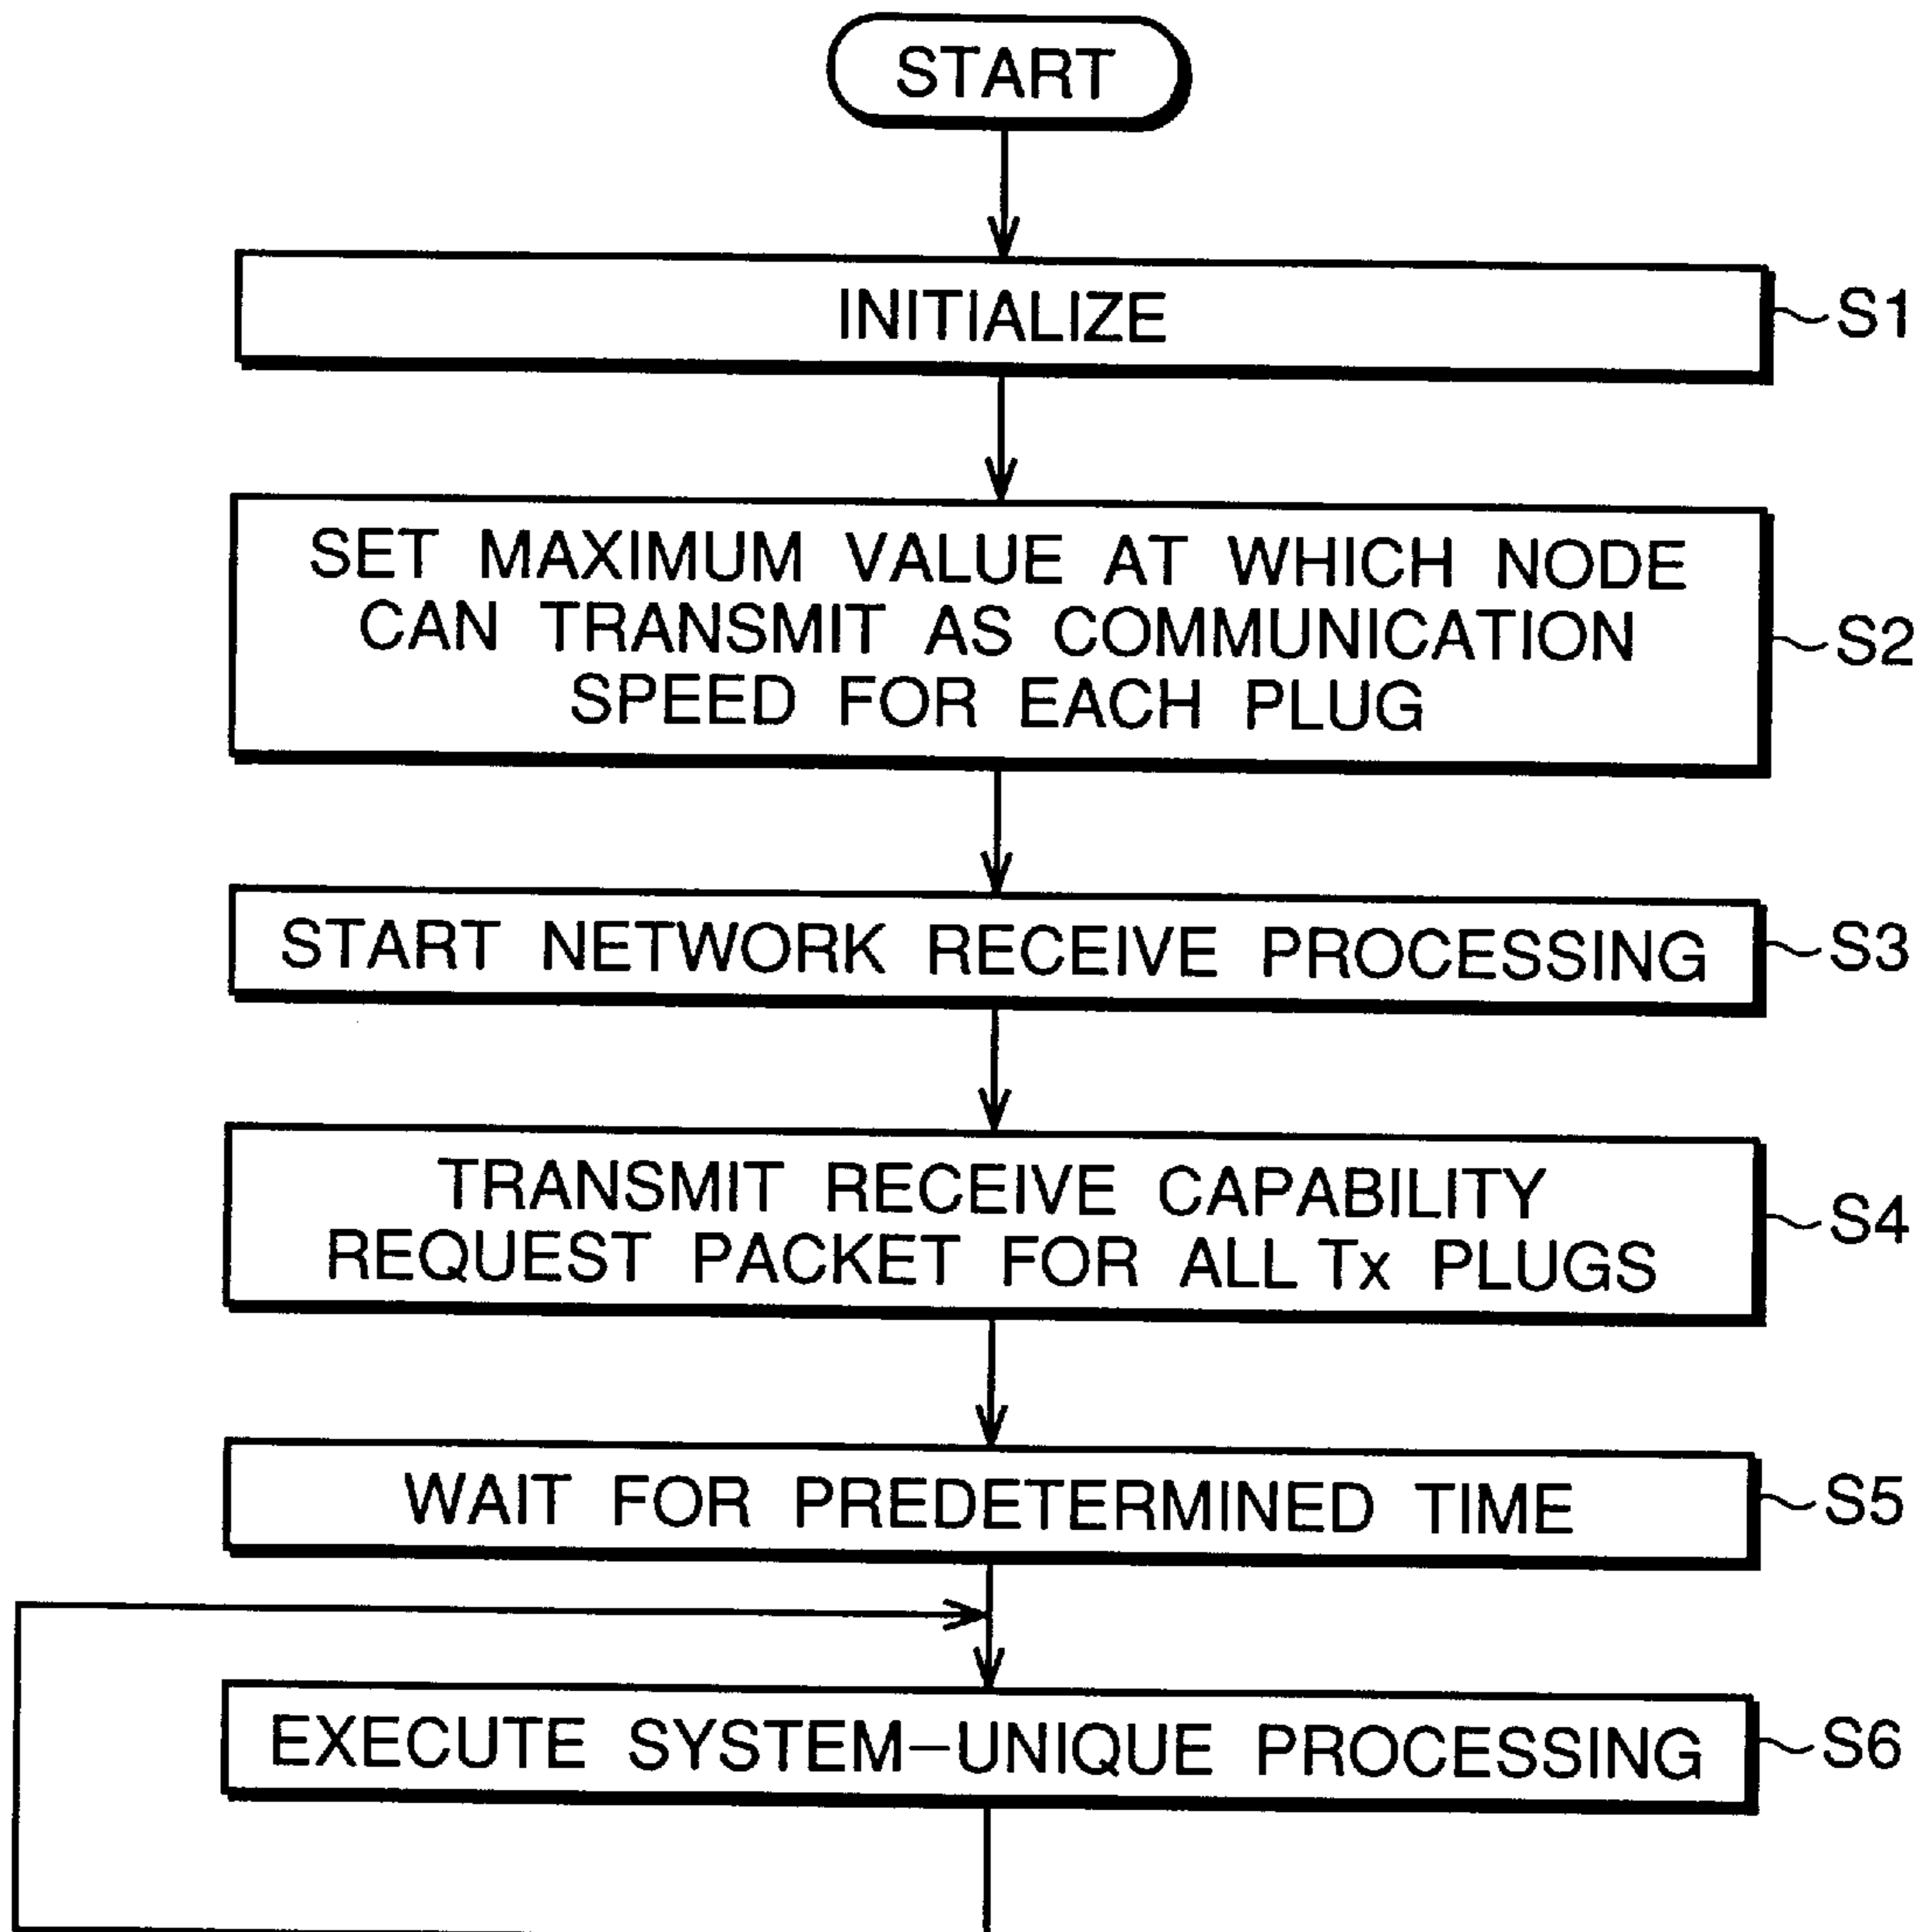 START
INITIALIZE
S1
SET MAXIMUM VALUE AT WHICH NODE
CAN TRANSMIT AS COMMUNICATION
SPEED FOR EACH PLUG
S2
START NETWORK RECEIVE PROCESSING
S3
TRANSMIT RECEIVE CAPABILITY
REQUEST PACKET FOR ALL Tx PLUGS
S4
WAIT FOR PREDETERMINED TIME
S5
EXECUTE SYSTEM-UNIQUE PROCESSING
S6